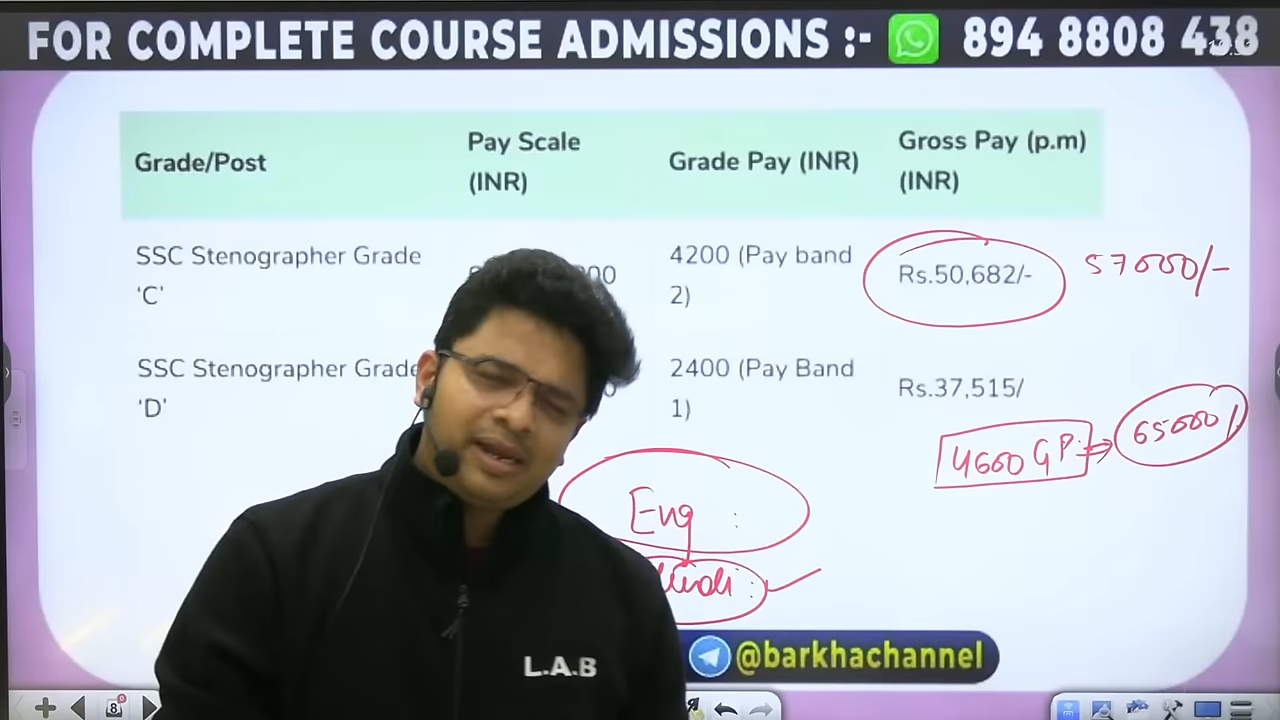 FOR COMPLETE COURSE ADMISSIONS :- 894 8808 438
Grade/Post
Pay Scale
(INR)
Grade Pay (INR)
Gross Pay (p.m)
(INR)
SSC Stenographer Grade
'C'
4200 (Pay band
2)
Rs.50,682/-
57000/-
SSC Stenographer Grade
'D'
2400 (Pay Band
1)
Rs.37,515/
4600 GP
65000/
Eng :
L.A.B
@barkhachannel
8